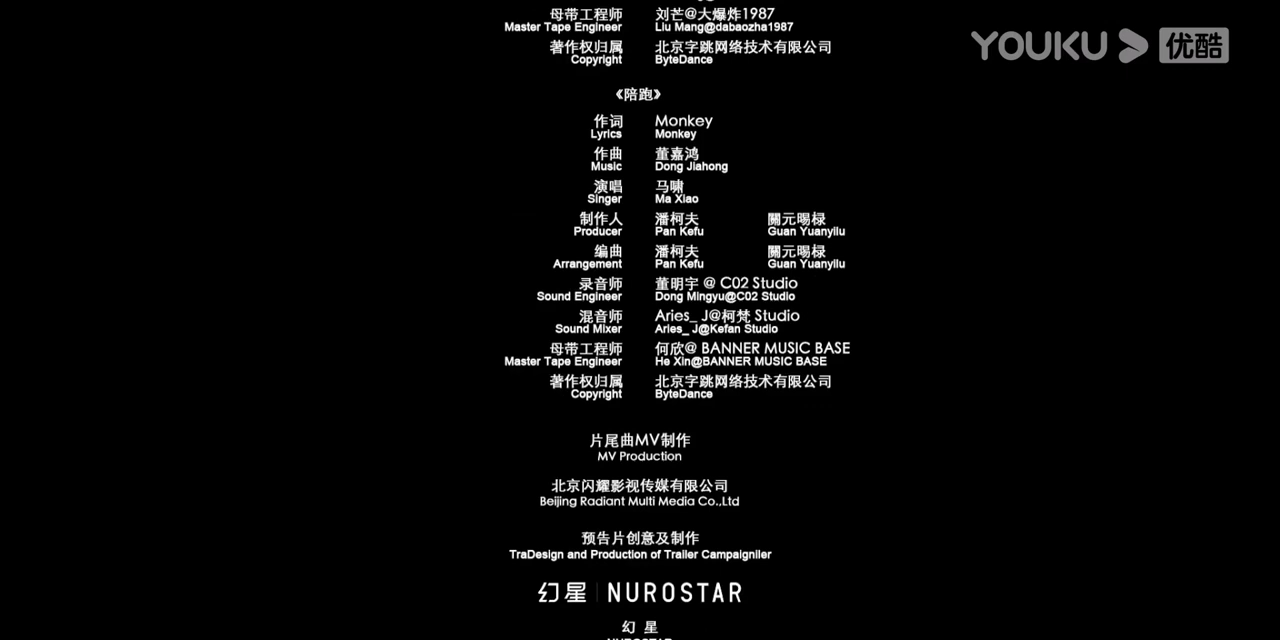 母带工程师 刘芒@大爆炸1987
Master Tape Engineer Liu Mang@dabaozha1987
著作权归属 北京字跳网络技术有限公司
Copyright ByteDance
YOUKU 优酷
《陪跑》
作词 Monkey
Lyrics Monkey
作曲 董嘉鸿
Music Dong Jiahong
演唱 马啸
Singer Ma Xiao
制作人 潘柯夫 關元晹椂
Producer Pan Kefu Guan Yuanyilu
编曲 潘柯夫 關元晹椂
Arrangement Pan Kefu Guan Yuanyilu
录音师 董明宇 @ C02 Studio
Sound Engineer Dong Mingyu@C02 Studio
混音师 Aries_ J@柯梵 Studio
Sound Mixer Aries_ J@Kefan Studio
母带工程师 何欣@ BANNER MUSIC BASE
Master Tape Engineer He Xin@BANNER MUSIC BASE
著作权归属 北京字跳网络技术有限公司
Copyright ByteDance
片尾曲MV制作
MV Production
北京闪耀影视传媒有限公司
Beijing Radiant Multi Media Co.,Ltd
预告片创意及制作
TraDesign and Production of Trailer Campaignlier
幻星 NUROSTAR
幻 星